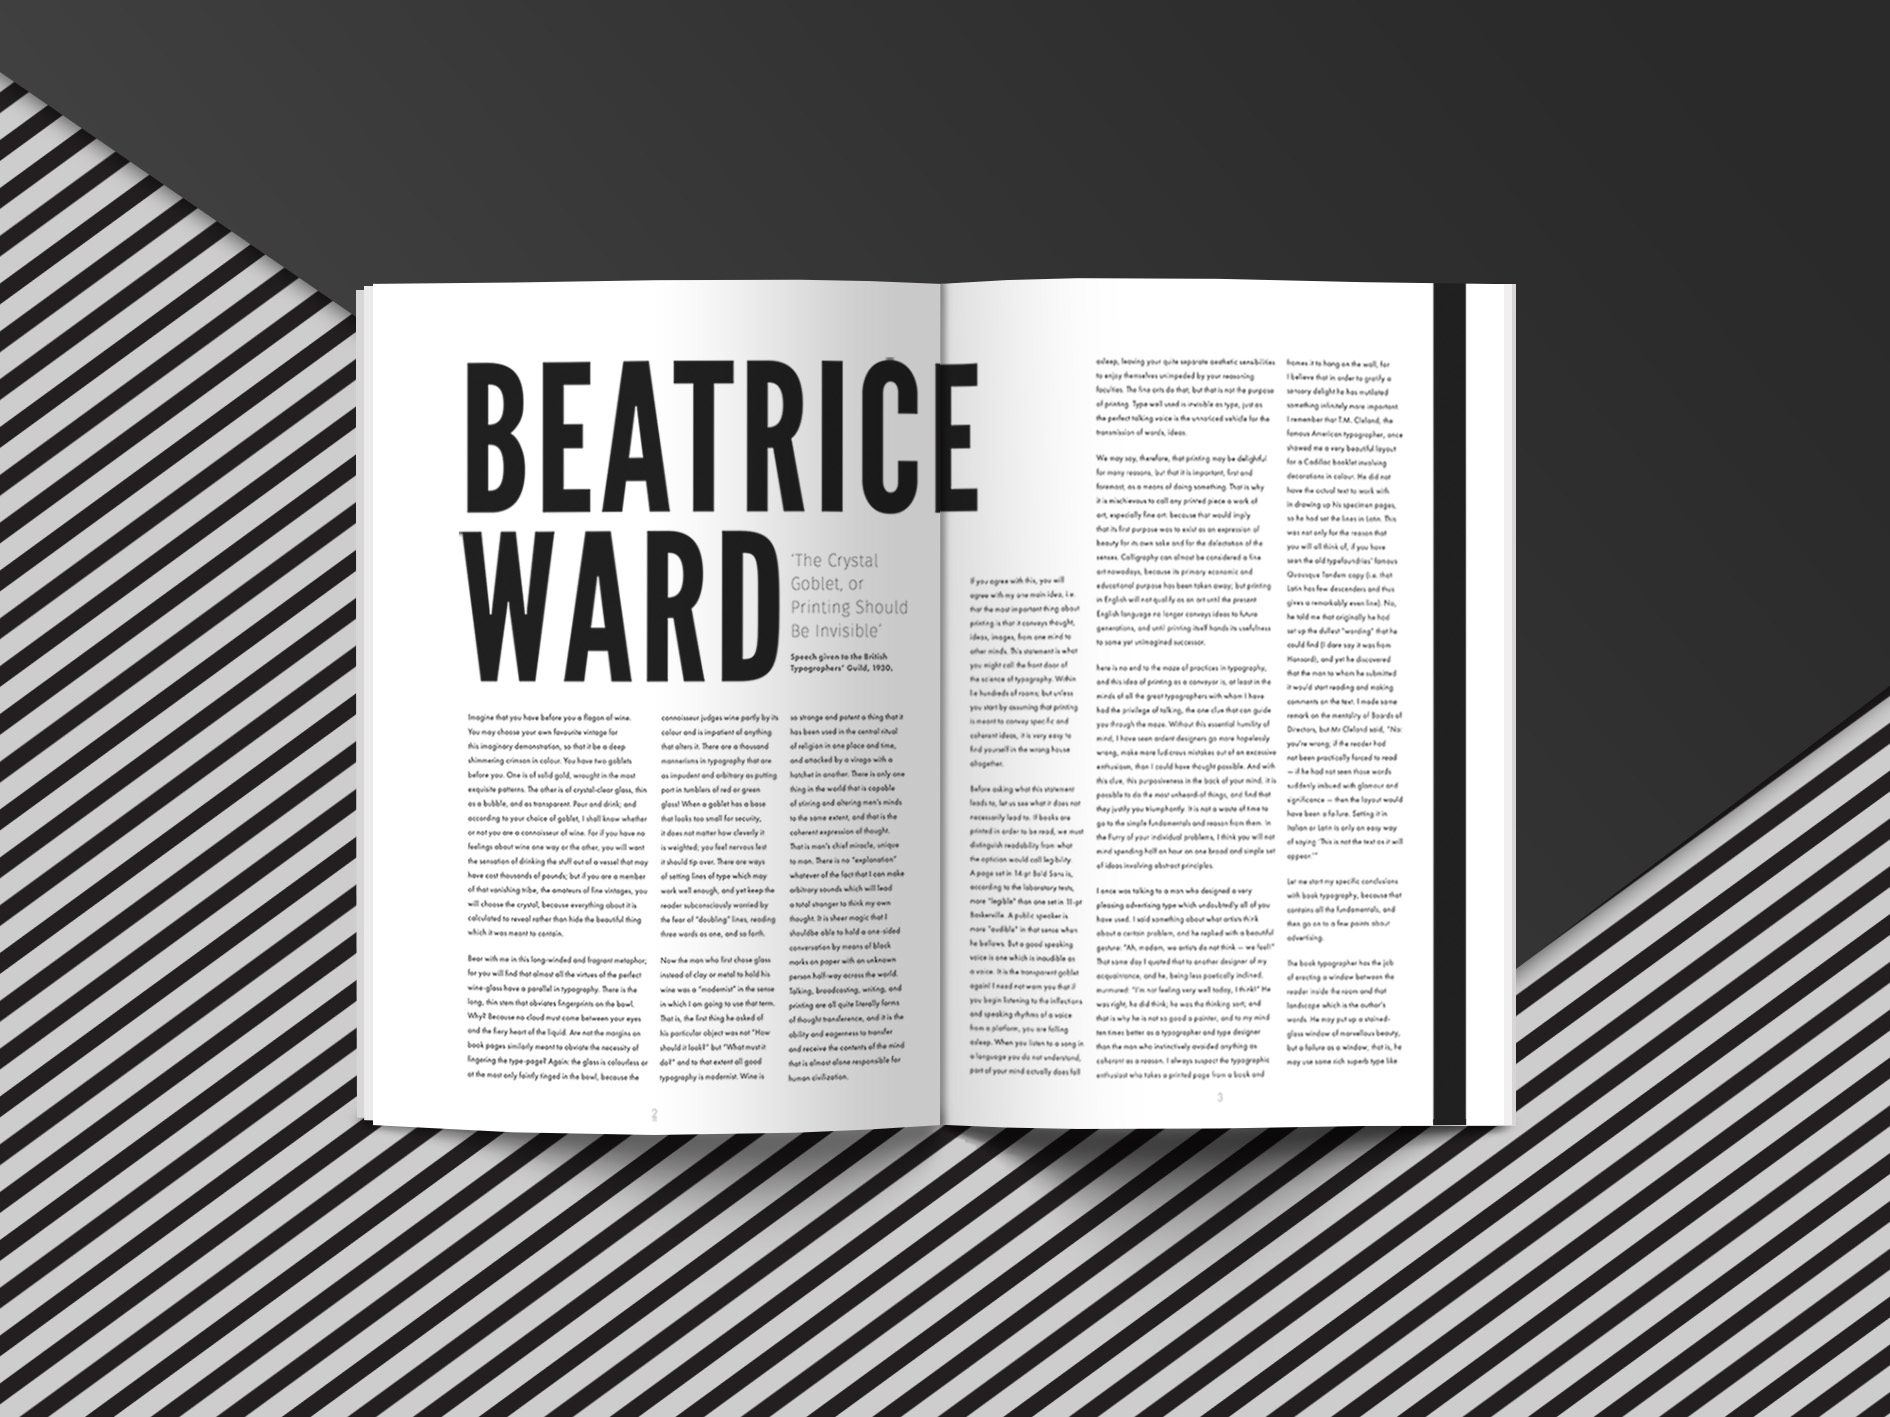 BEATRICE
WARD
‘The Crystal
Goblet, or
Printing Should
Be Invisible’
Speech given to the British
Typographers’ Guild, 1930.
Imagine that you have before you a flagon of wine.
You may choose your own favourite vintage for
this imaginary demonstration, so that it be a deep
shimmering crimson in colour. You have two goblets
before you. One is of solid gold, wrought in the most
exquisite patterns. The other is of crystal-clear glass, thin
as a bubble, and as transparent. Pour and drink; and
according to your choice of goblet, I shall know whether
or not you are a connoisseur of wine. For if you have no
feelings about wine one way or the other, you will want
the sensation of drinking the stuff out of a vessel that may
have cost thousands of pounds; but if you are a member
of that vanishing tribe, the amateurs of fine vintages, you
will choose the crystal, because everything about it is
calculated to reveal rather than hide the beautiful thing
which it was meant to contain.
Bear with me in this long-winded and fragrant metaphor;
for you will find that almost all the virtues of the perfect
wine-glass have a parallel in typography. There is the
long, thin stem that obviates fingerprints on the bowl.
Why? Because no cloud must come between your eyes
and the fiery heart of the liquid. Are not the margins on
book pages similarly meant to obviate the necessity of
fingering the type-page? Again: the glass is colourless or
at the most only faintly tinged in the bowl, because the
connoisseur judges wine partly by its
colour and is impatient of anything
that alters it. There are a thousand
mannerisms in typography that are
as impudent and arbitrary as putting
port in tumblers of red or green
glass! When a goblet has a base
that looks too small for security,
it does not matter how cleverly it
is weighted; you feel nervous lest
it should tip over. There are ways
of setting lines of type which may
work well enough, and yet keep the
reader subconsciously worried by
the fear of "doubling" lines, reading
three words as one, and so forth.
Now the man who first chose glass
instead of clay or metal to hold his
wine was a "modernist" in the sense
in which I am going to use that term.
That is, the first thing he asked of
his particular object was not "How
should it look?" but "What must it
do?" and to that extent all good
typography is modernist. Wine is
so strange and potent a thing that it
has been used in the central ritual
of religion in one place and time,
and attacked by a virago with a
hatchet in another. There is only one
thing in the world that is capable
of stirring and altering men's minds
to the same extent, and that is the
coherent expression of thought.
That is man's chief miracle, unique
to man. There is no "explanation"
whatever of the fact that I can make
arbitrary sounds which will lead
a total stranger to think my own
thought. It is sheer magic that I
shouldbe able to hold a one-sided
conversation by means of black
marks on paper with an unknown
person half-way across the world.
Talking, broadcasting, writing, and
printing are all quite literally forms
of thought transference, and it is the
ability and eagerness to transfer
and receive the contents of the mind
that is almost alone responsible for
human civilization.
2
If you agree with this, you will
agree with my one main idea, i.e.
that the most important thing about
printing is that it conveys thought,
ideas, images, from one mind to
other minds. This statement is what
you might call the front door of
the science of typography. Within
lie hundreds of rooms; but unless
you start by assuming that printing
is meant to convey specific and
coherent ideas, it is very easy to
find yourself in the wrong house
altogether.
Before asking what this statement
leads to, let us see what it does not
necessarily lead to. If books are
printed in order to be read, we must
distinguish readability from what
the optician would call legibility.
A page set in 14-pt Bold Sans is,
according to the laboratory tests,
more "legible" than one set in 11-pt
Baskerville. A public speaker is
more "audible" in that sense when
he bellows. But a good speaking
voice is one which is inaudible as
a voice. It is the transparent goblet
again! I need not warn you that if
you begin listening to the inflections
and speaking rhythms of a voice
from a platform, you are falling
asleep. When you listen to a song in
a language you do not understand,
part of your mind actually does fall
asleep, leaving your quite separate aesthetic sensibilities
to enjoy themselves unimpeded by your reasoning
faculties. The fine arts do that; but that is not the purpose
of printing. Type well used is invisible as type, just as
the perfect talking voice is the unnoticed vehicle for the
transmission of words, ideas.
We may say, therefore, that printing may be delightful
for many reasons, but that it is important, first and
foremost, as a means of doing something. That is why
it is mischievous to call any printed piece a work of
art, especially fine art: because that would imply
that its first purpose was to exist as an expression of
beauty for its own sake and for the delectation of the
senses. Calligraphy can almost be considered a fine
art nowadays, because its primary economic and
educational purpose has been taken away; but printing
in English will not qualify as an art until the present
English language no longer conveys ideas to future
generations, and until printing itself hands its usefulness
to some yet unimagined successor.
here is no end to the maze of practices in typography,
and this idea of printing as a conveyor is, at least in the
minds of all the great typographers with whom I have
had the privilege of talking, the one clue that can guide
you through the maze. Without this essential humility of
mind, I have seen ardent designers go more hopelessly
wrong, make more ludicrous mistakes out of an excessive
enthusiasm, than I could have thought possible. And with
this clue, this purposiveness in the back of your mind, it is
possible to do the most unheard-of things, and find that
they justify you triumphantly. It is not a waste of time to
go to the simple fundamentals and reason from them. In
the flurry of your individual problems, I think you will not
mind spending half an hour on one broad and simple set
of ideas involving abstract principles.
I once was talking to a man who designed a very
pleasing advertising type which undoubtedly all of you
have used. I said something about what artists think
about a certain problem, and he replied with a beautiful
gesture: "Ah, madam, we artists do not think — we feel!"
That same day I quoted that to another designer of my
acquaintance, and he, being less poetically inclined,
murmured: "I'm not feeling very well today, I think!" He
was right, he did think; he was the thinking sort, and
that is why he is not so good a painter, and to my mind
ten times better as a typographer and type designer
than the man who instinctively avoided anything as
coherent as a reason. I always suspect the typographic
enthusiast who takes a printed page from a book and
frames it to hang on the wall, for
I believe that in order to gratify a
sensory delight he has mutilated
something infinitely more important.
I remember that T.M. Cleland, the
famous American typographer, once
showed me a very beautiful layout
for a Cadillac booklet involving
decorations in colour. He did not
have the actual text to work with
in drawing up his specimen pages,
so he had set the lines in Latin. This
was not only for the reason that
you will all think of, if you have
seen the old typefoundries' famous
Quousque Tandem copy (i.e. that
Latin has few descenders and thus
gives a remarkably even line). No,
he told me that originally he had
set up the dullest "wording" that he
could find (I dare say it was from
Hansard), and yet he discovered
that the man to whom he submitted
it would start reading and making
comments on the text. I made some
remark on the mentality of Boards of
Directors, but Mr Cleland said, "No:
you're wrong; if the reader had
not been practically forced to read
— if he had not seen those words
suddenly imbued with glamour and
significance — then the layout would
have been a failure. Setting it in
Italian or Latin is only an easy way
of saying 'This is not the text as it will
appear.'"
Let me start my specific conclusions
with book typography, because that
contains all the fundamentals, and
then go on to a few points about
advertising.
The book typographer has the job
of erecting a window between the
reader inside the room and that
landscape which is the author's
words. He may put up a stained-
glass window of marvellous beauty,
but a failure as a window; that is, he
may use some rich superb type like
3